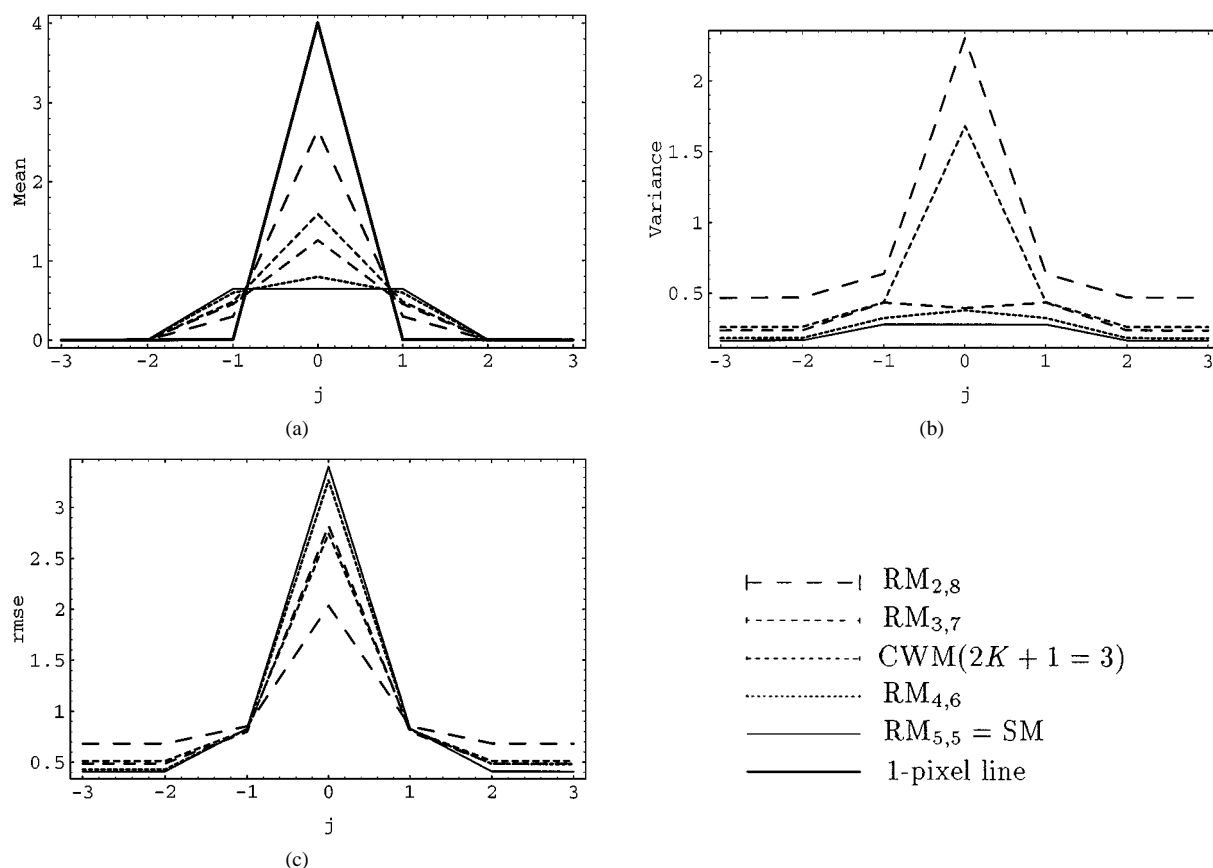 4
3
2
1
0
Mean
-3 -2 -1 0 1 2 3
j
(a)
2
1.5
1
0.5
Variance
-3 -2 -1 0 1 2 3
j
(b)
3
2.5
2
1.5
1
0.5
rmse
-3 -2 -1 0 1 2 3
j
(c)
RM2,8
RM3,7
CWM(2K + 1 = 3)
RM4,6
RM5,5 = SM
1-pixel line